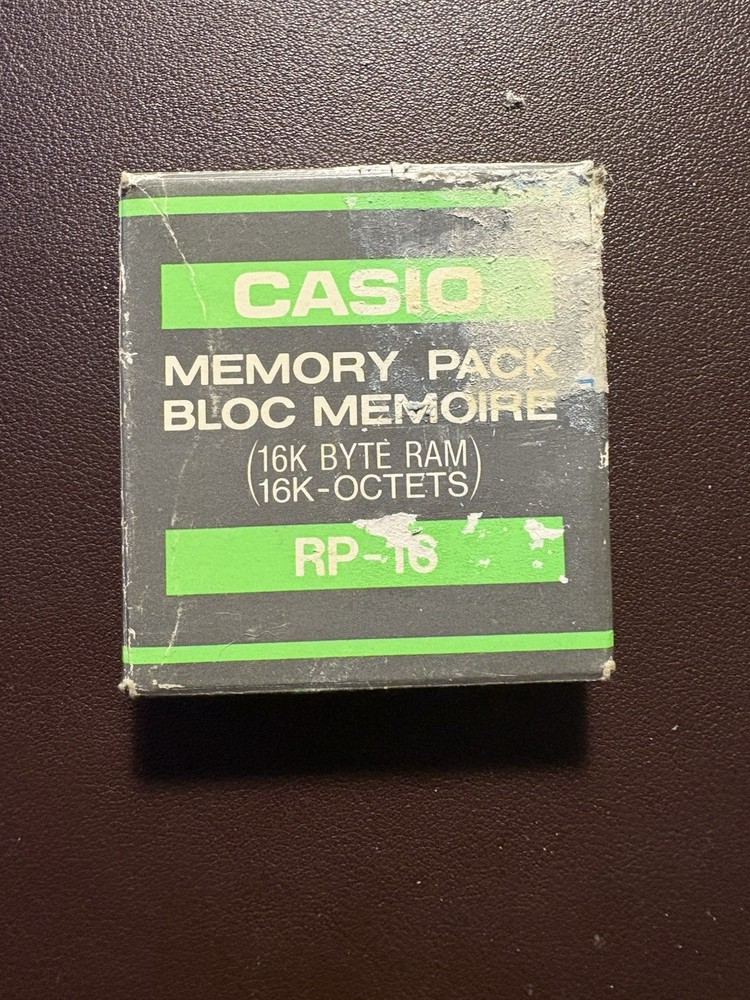 CASIO
MEMORY PACK
BLOC MEMOIRE
(16K BYTE RAM)
(16K-OCTETS)
RP-16